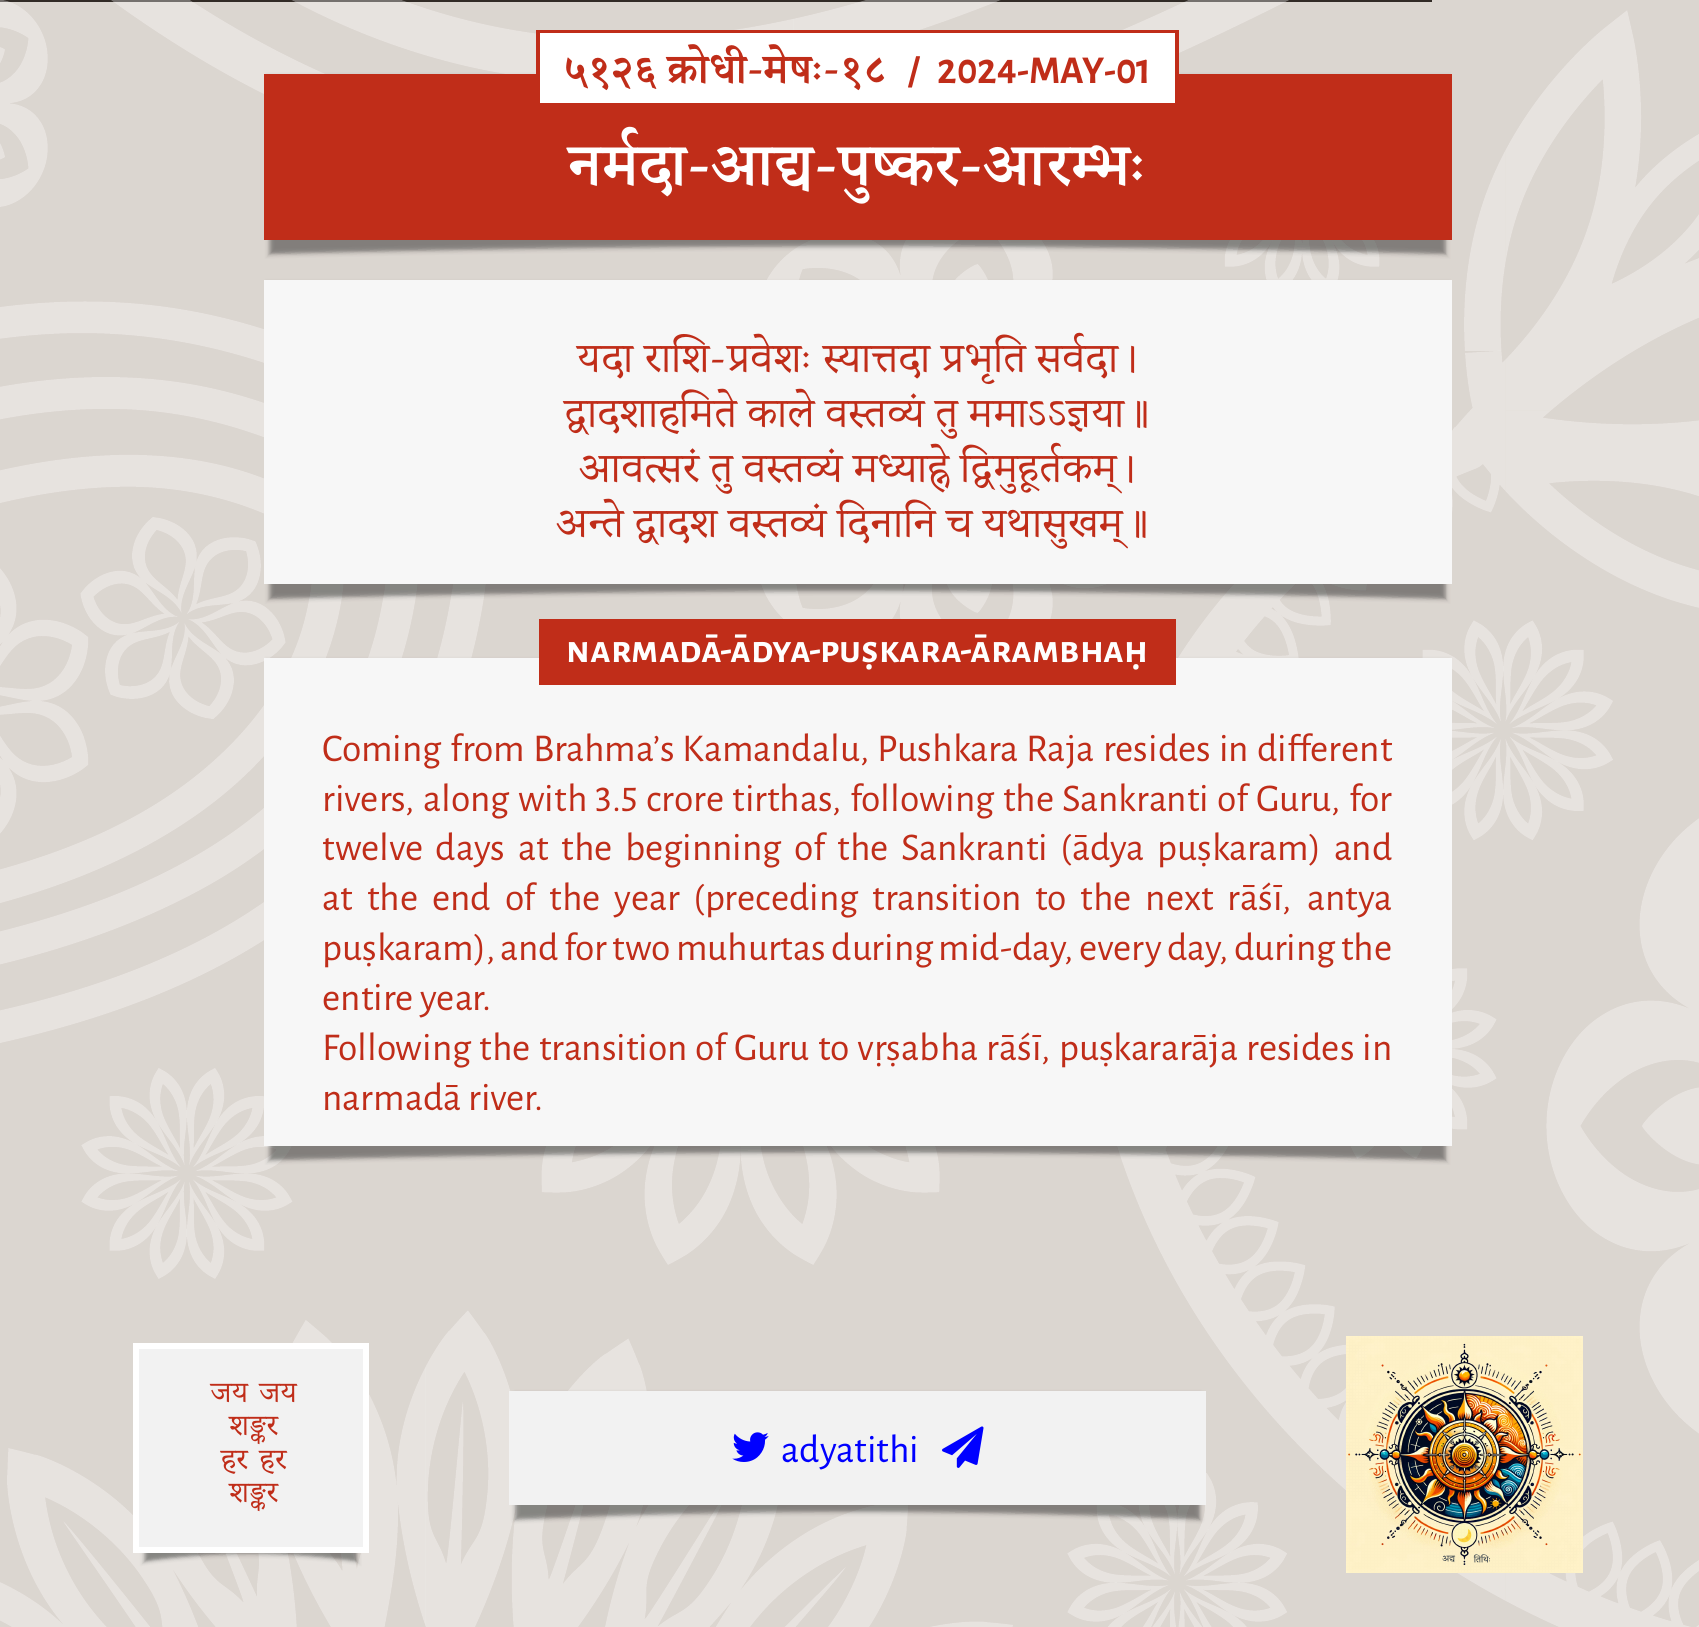 ५१२६ क्रोधी-मेषः-१८ / 2024-MAY-01
नर्मदा-आद्य-पुष्कर-आरम्भः
यदा राशि-प्रवेशः स्यात्तदा प्रभृति सर्वदा।
द्वादशाहमिते काले वस्तव्यं तु ममाऽऽज्ञया॥
आवत्सरं तु वस्तव्यं मध्याह्ने द्विमुहूर्तकम्।
अन्ते द्वादश वस्तव्यं दिनानि च यथासुखम्॥
NARMADĀ-ĀDYA-PUṢKARA-ĀRAMBHAḤ
Coming from Brahma’s Kamandalu, Pushkara Raja resides in different
rivers, along with 3.5 crore tirthas, following the Sankranti of Guru, for
twelve days at the beginning of the Sankranti (ādya puṣkaram) and
at the end of the year (preceding transition to the next rāśī, antya
puṣkaram), and for two muhurtas during mid-day, every day, during the
entire year.
Following the transition of Guru to vṛṣabha rāśī, puṣkararāja resides in
narmadā river.
जय जय
शङ्कर
हर हर
शङ्कर
adyatithi
अद्य तिथिः